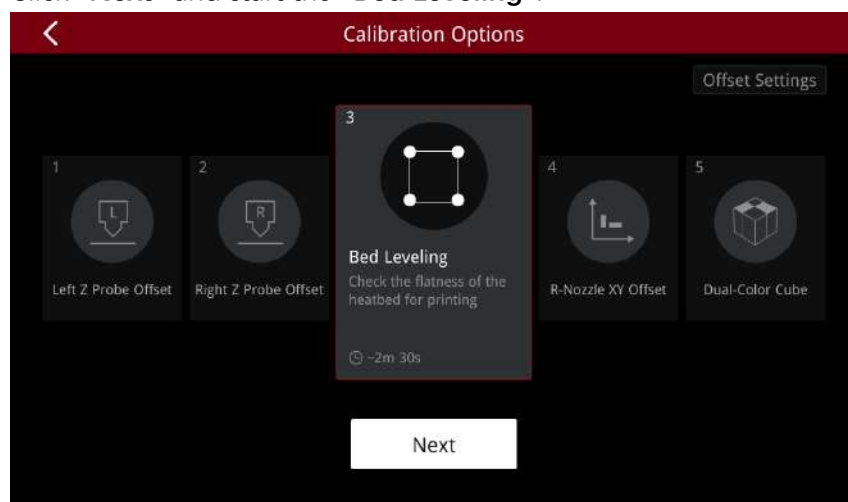 Calibration Options
Offset Settings
1
L
Left Z Probe Offset
2
R
Right Z Probe Offset
3
Bed Leveling
Check the flatness of the
heatbed for printing
~2m 30s
4
R-Nozzle XY Offset
5
Dual-Color Cube
Next